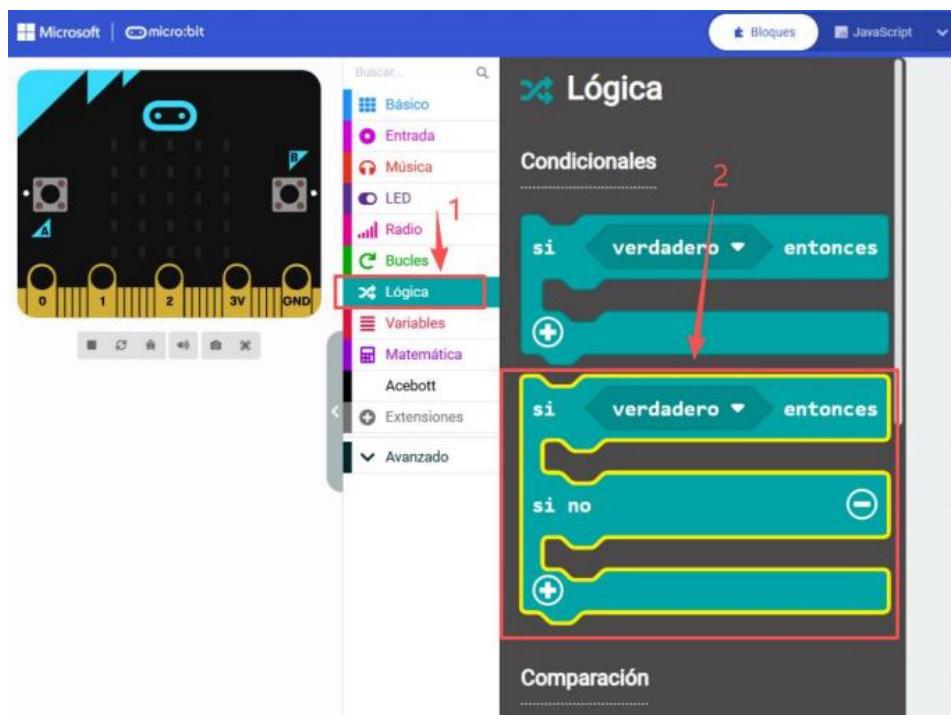 Microsoft micro:bit Bloques JavaScript
Buscar...
Básico
Entrada
Música
LED
Radio
Bucles
Lógica
Variables
Matemática
Acebott
Extensiones
Avanzado
B
A
0 1 2 3V GND
1
Lógica
Condicionales
2
si verdadero entonces
si verdadero entonces
si no
Comparación